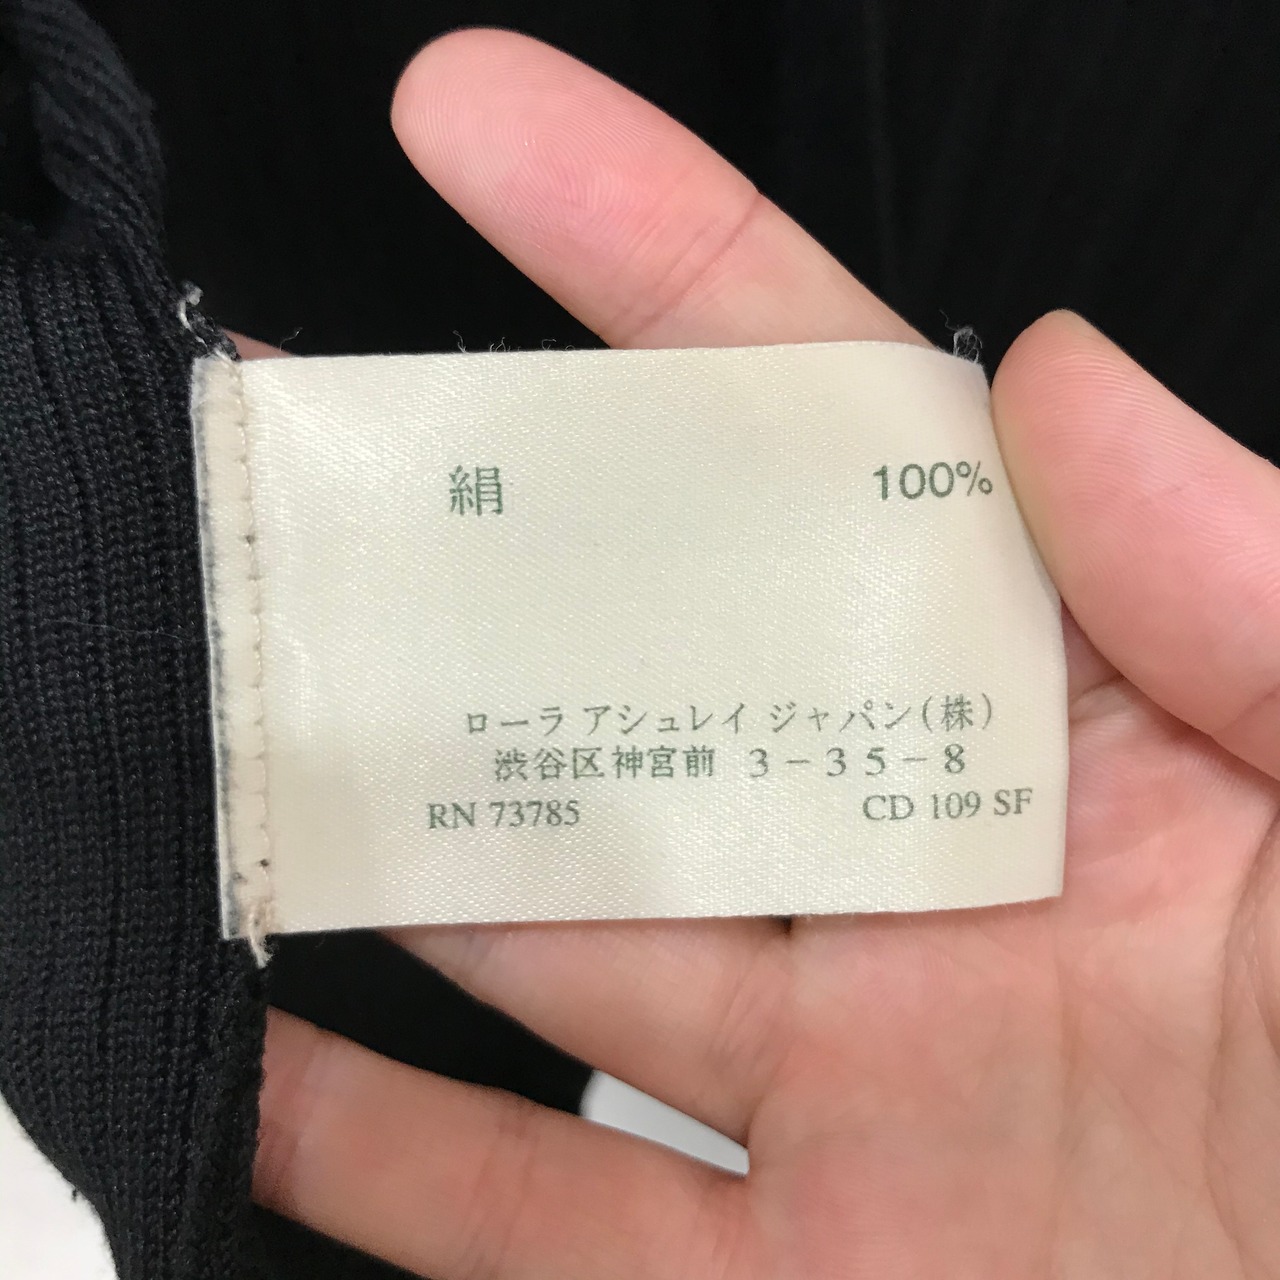 絹 100%
ローラ アシュレイ ジャパン(株)
渋谷区神宮前 3-35-8
RN 73785 CD 109 SF